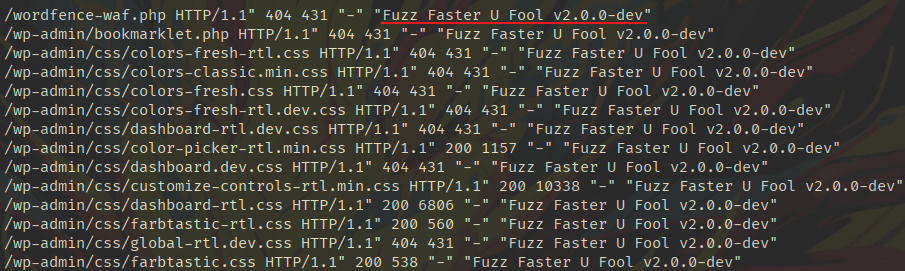 /wordfence-waf.php HTTP/1.1" 404 431 "-" "Fuzz Faster U Fool v2.0.0-dev"
/wp-admin/bookmarklet.php HTTP/1.1" 404 431 "-" "Fuzz Faster U Fool v2.0.0-dev"
/wp-admin/css/colors-fresh-rtl.css HTTP/1.1" 404 431 "-" "Fuzz Faster U Fool v2.0.0-dev"
/wp-admin/css/colors-classic.min.css HTTP/1.1" 404 431 "-" "Fuzz Faster U Fool v2.0.0-dev"
/wp-admin/css/colors-fresh.css HTTP/1.1" 404 431 "-" "Fuzz Faster U Fool v2.0.0-dev"
/wp-admin/css/colors-fresh-rtl.dev.css HTTP/1.1" 404 431 "-" "Fuzz Faster U Fool v2.0.0-dev"
/wp-admin/css/dashboard-rtl.dev.css HTTP/1.1" 404 431 "-" "Fuzz Faster U Fool v2.0.0-dev"
/wp-admin/css/color-picker-rtl.min.css HTTP/1.1" 200 1157 "-" "Fuzz Faster U Fool v2.0.0-dev"
/wp-admin/css/dashboard.dev.css HTTP/1.1" 404 431 "-" "Fuzz Faster U Fool v2.0.0-dev"
/wp-admin/css/customize-controls-rtl.min.css HTTP/1.1" 200 10338 "-" "Fuzz Faster U Fool v2.0.0-dev"
/wp-admin/css/dashboard-rtl.css HTTP/1.1" 200 6806 "-" "Fuzz Faster U Fool v2.0.0-dev"
/wp-admin/css/farbtastic-rtl.css HTTP/1.1" 200 560 "-" "Fuzz Faster U Fool v2.0.0-dev"
/wp-admin/css/global-rtl.dev.css HTTP/1.1" 404 431 "-" "Fuzz Faster U Fool v2.0.0-dev"
/wp-admin/css/farbtastic.css HTTP/1.1" 200 538 "-" "Fuzz Faster U Fool v2.0.0-dev"